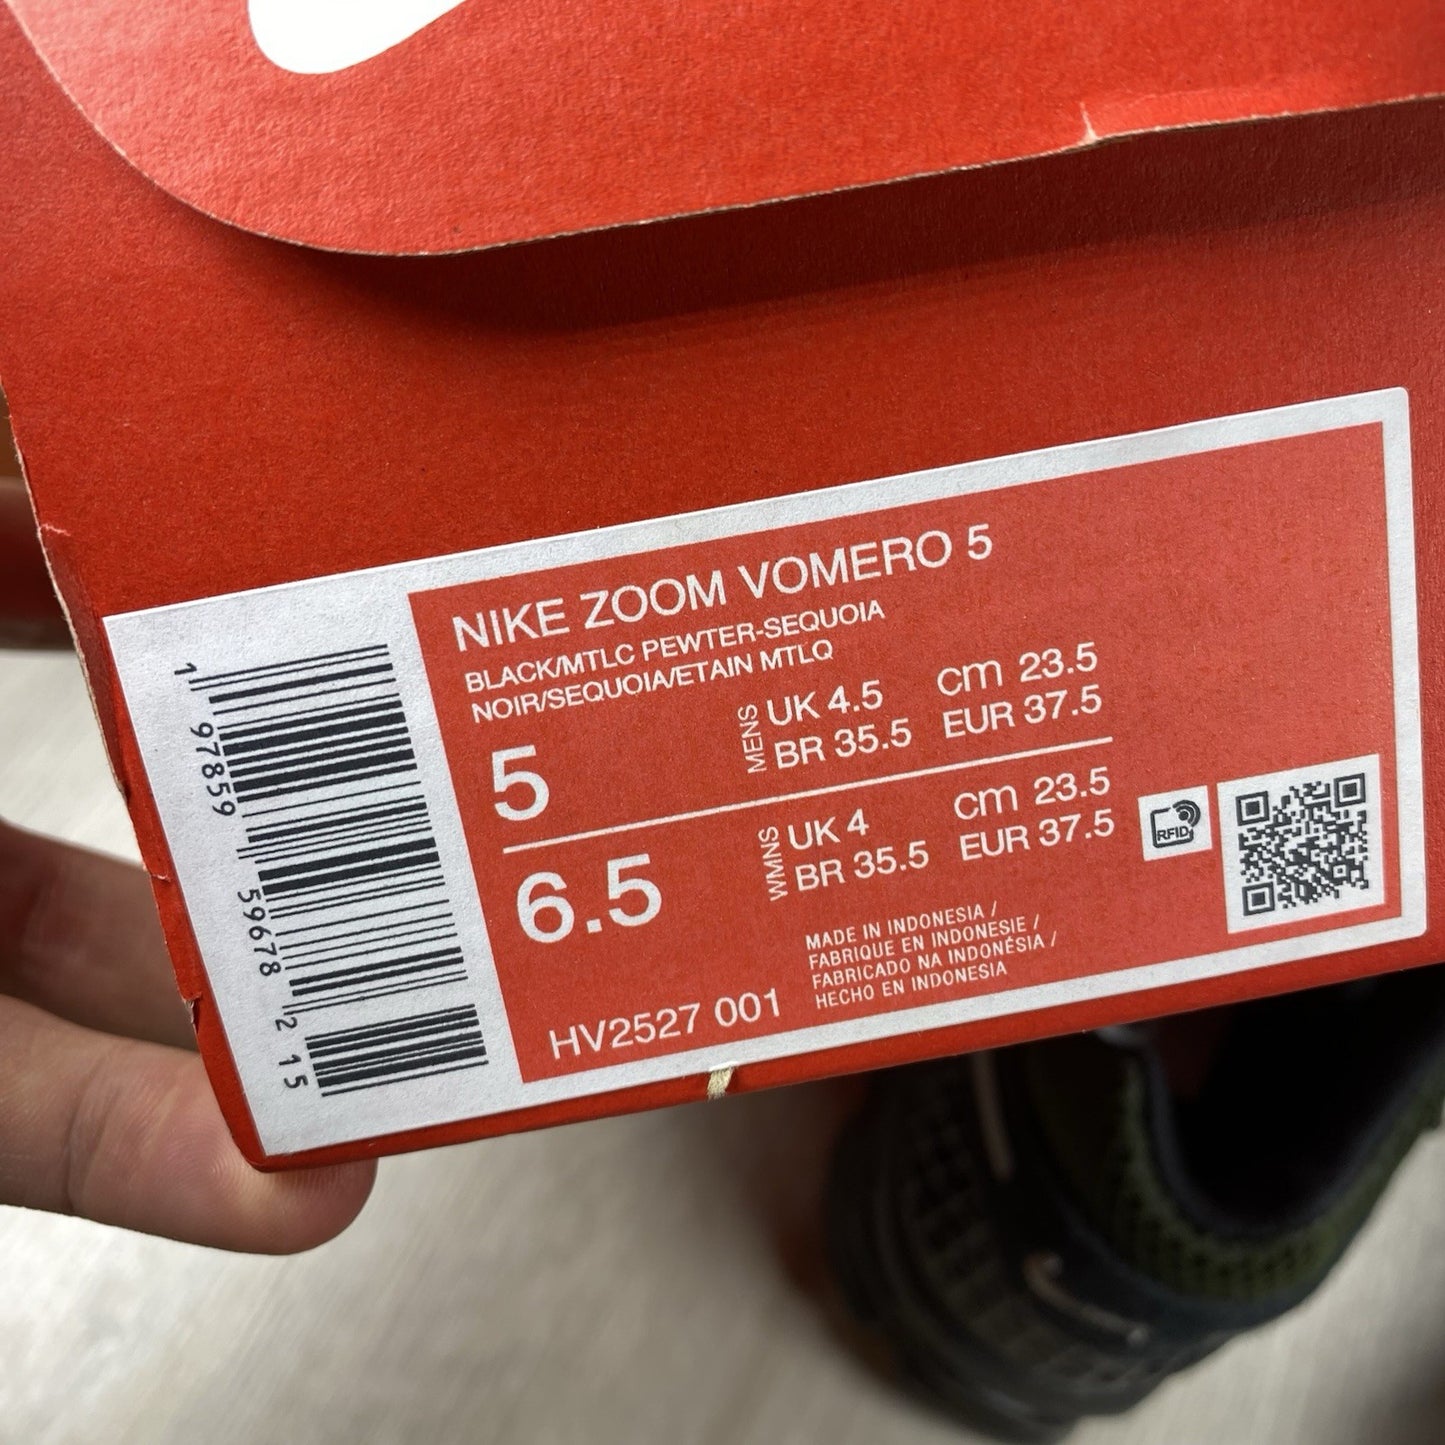 NIKE ZOOM VOMERO 5
BLACK/MTLC PEWTER-SEQUOIA
NOIR/SEQUOIA/ETAIN MTLQ
5
MENS
UK 4.5 cm 23.5
BR 35.5 EUR 37.5
6.5
WMNS
UK 4 cm 23.5
BR 35.5 EUR 37.5
RFID
MADE IN INDONESIA /
FABRIQUE EN INDONESIE /
FABRICADO NA INDONÉSIA /
HECHO EN INDONESIA
HV2527 001
1 97859 59678 2 15